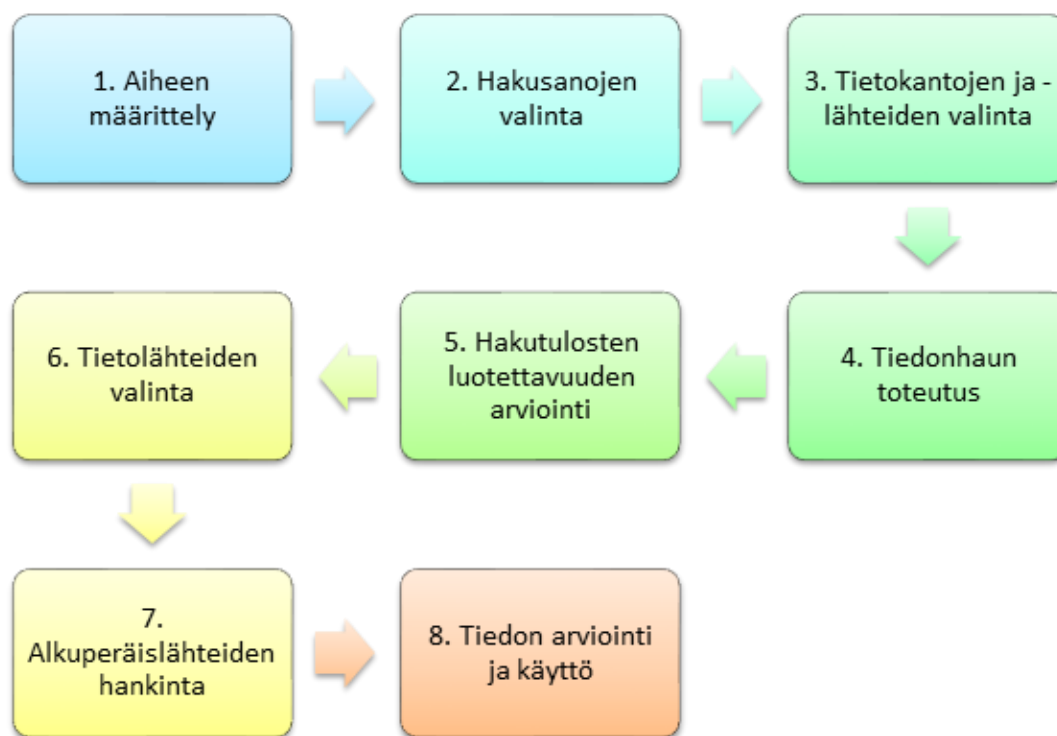 1. Aiheen
määrittely
2. Hakusanojen
valinta
3. Tietokantojen ja -
lähteiden valinta
4. Tiedonhaun
toteutus
5. Hakutulosten
luotettavuuden
arviointi
6. Tietolähteiden
valinta
7.
Alkuperäislähteiden
hankinta
8. Tiedon arviointi
ja käyttö